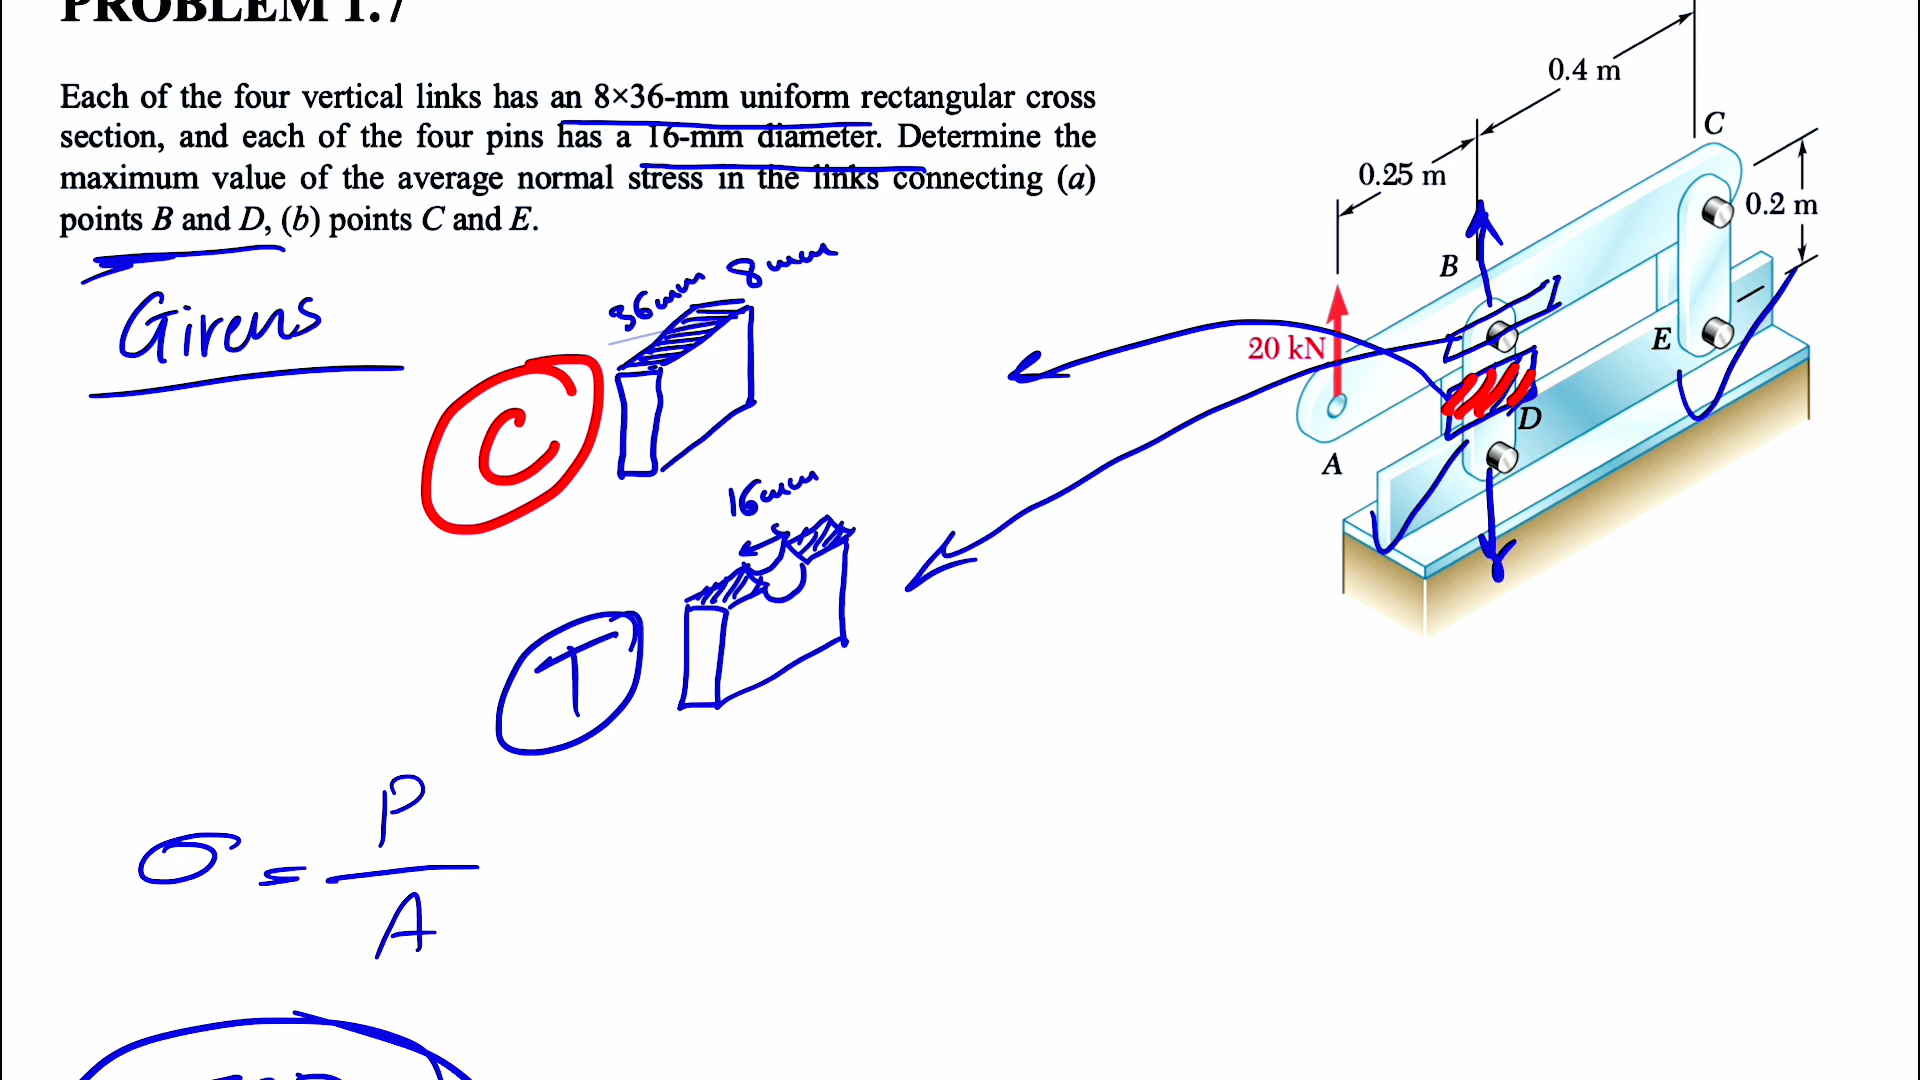 PROBLEM 1.7
Each of the four vertical links has an 8×36-mm uniform rectangular cross
section, and each of the four pins has a 16-mm diameter. Determine the
maximum value of the average normal stress in the links connecting (a)
points B and D, (b) points C and E.
Girens
36mm 8mm
C
16mm
T
σ = P
A
0.4 m
C
0.25 m
0.2 m
B
E
20 kN
D
A